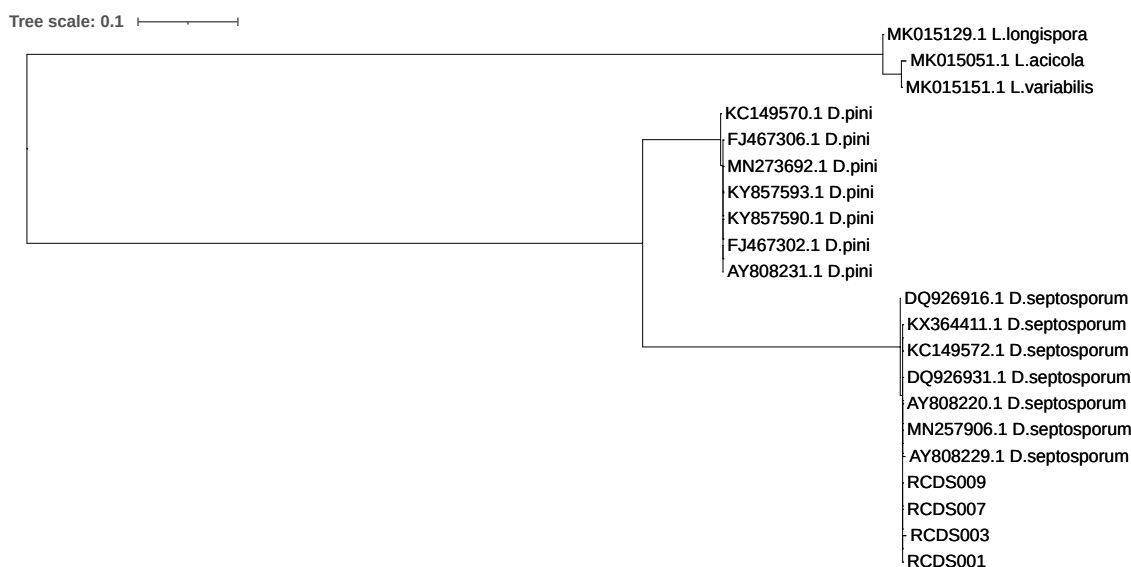 Tree scale: 0.1
MK015129.1 L.longispora
MK015051.1 L.acicola
MK015151.1 L.variabilis
KC149570.1 D.pini
FJ467306.1 D.pini
MN273692.1 D.pini
KY857593.1 D.pini
KY857590.1 D.pini
FJ467302.1 D.pini
AY808231.1 D.pini
DQ926916.1 D.septosporum
KX364411.1 D.septosporum
KC149572.1 D.septosporum
DQ926931.1 D.septosporum
AY808220.1 D.septosporum
MN257906.1 D.septosporum
AY808229.1 D.septosporum
RCDS009
RCDS007
RCDS003
RCDS001